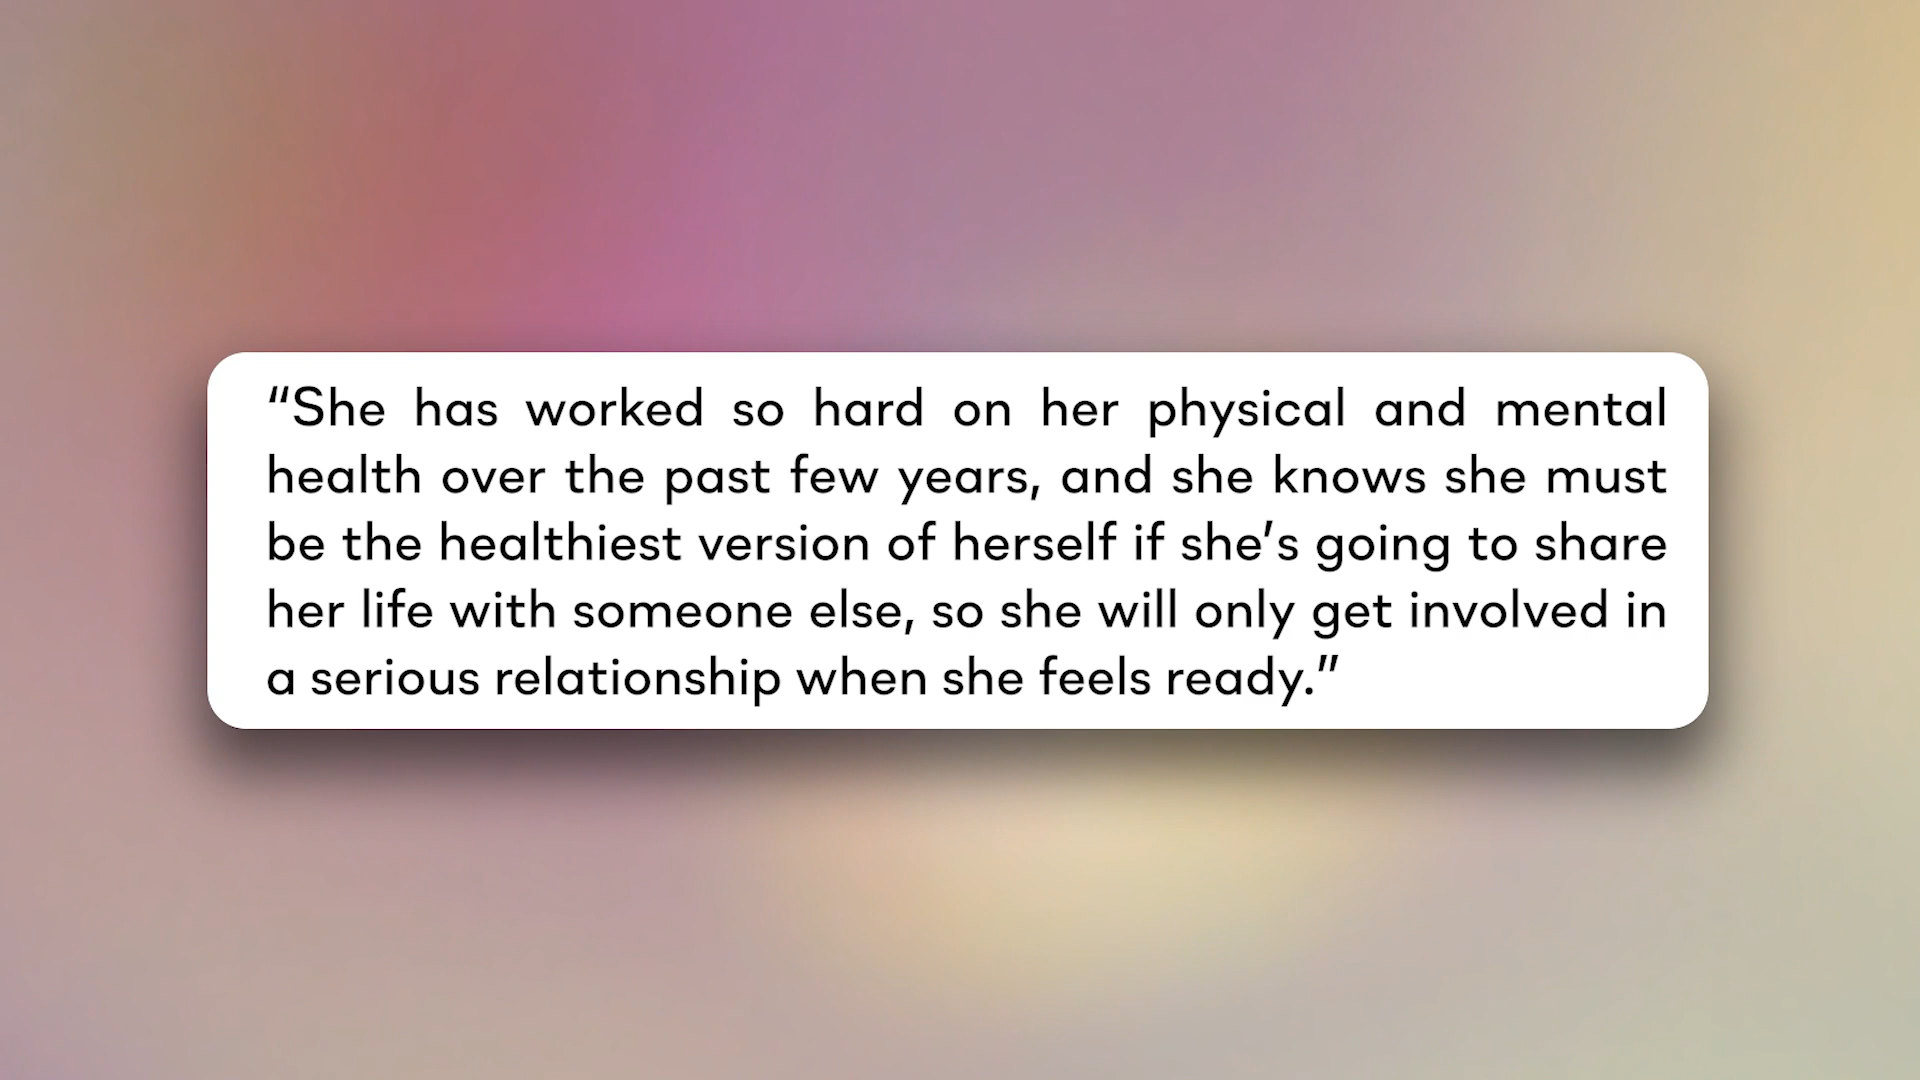 “She has worked so hard on her physical and mental
health over the past few years, and she knows she must
be the healthiest version of herself if she’s going to share
her life with someone else, so she will only get involved in
a serious relationship when she feels ready.”